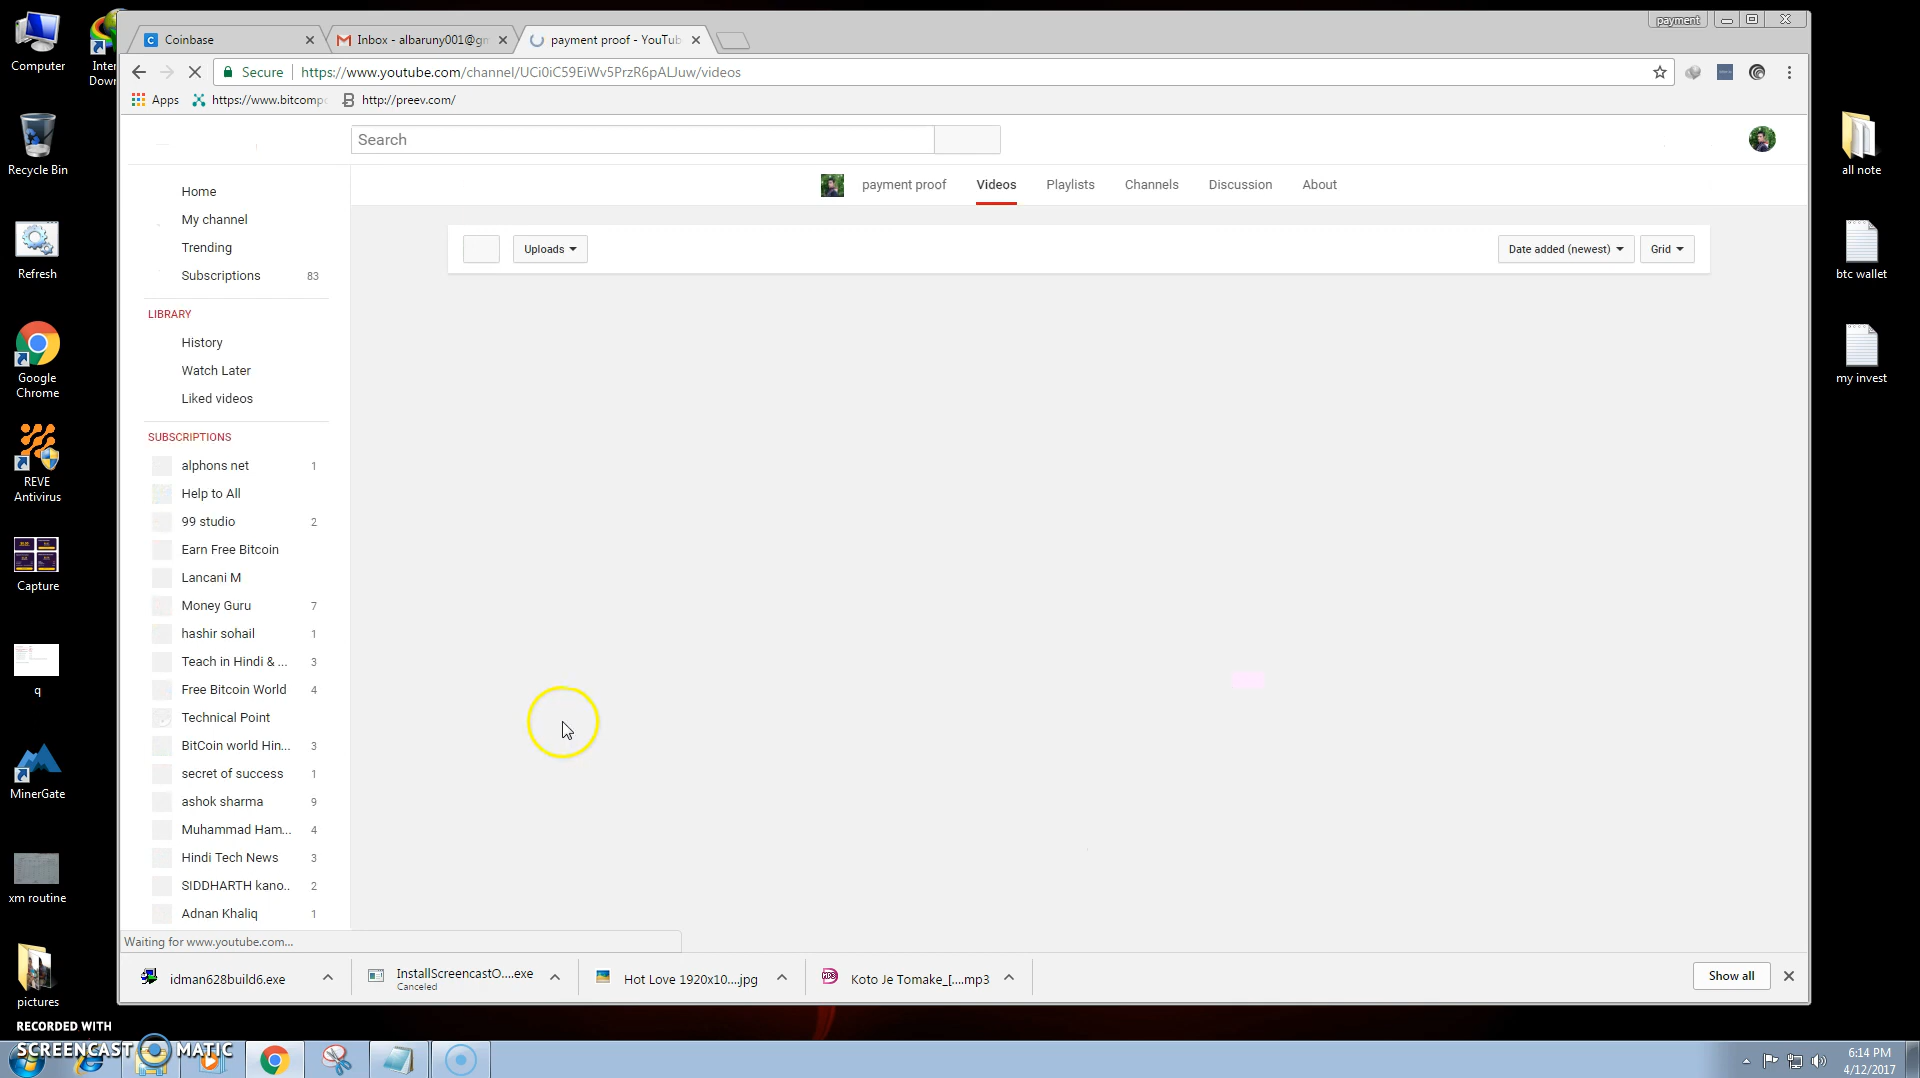 payment
Coinbase
Inbox - albaruny001@gm
payment proof - YouTub
Secure
https://www.youtube.com/channel/UCi0iC59EiWv5PrzR6pALJuw/videos
Apps
https://www.bitcompo
http://preev.com/
Search
Home
My channel
Trending
Subscriptions 83
LIBRARY
History
Watch Later
Liked videos
SUBSCRIPTIONS
alphons net 1
Help to All
99 studio 2
Earn Free Bitcoin
Lancani M
Money Guru 7
hashir sohail 1
Teach in Hindi & ... 3
Free Bitcoin World 4
Technical Point
BitCoin world Hin... 3
secret of success 1
ashok sharma 9
Muhammad Ham... 4
Hindi Tech News 3
SIDDHARTH kano.. 2
Adnan Khaliq 1
payment proof
Videos
Playlists
Channels
Discussion
About
Uploads
Date added (newest)
Grid
Waiting for www.youtube.com...
idman628build6.exe
InstallScreencastO....exe
Canceled
Hot Love 1920x10....jpg
Koto Je Tomake_[....mp3
Show all
Computer
Inter
Down
Recycle Bin
Refresh
Google
Chrome
REVE
Antivirus
Capture
q
MinerGate
xm routine
pictures
all note
btc wallet
my invest
RECORDED WITH
SCREENCAST MATIC
6:14 PM
4/12/2017